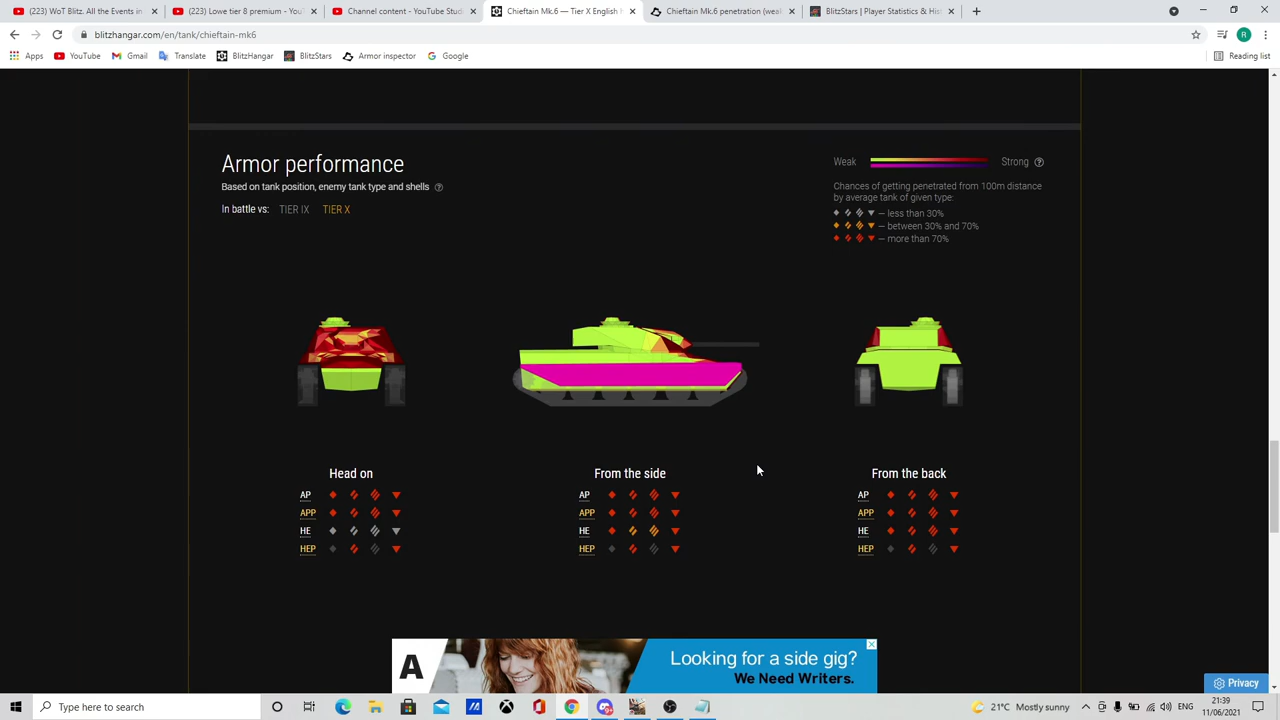 (223) WoT Blitz. All the Events in
(223) Lowe tier 8 premium - You
Channel content - YouTube Studi
Chieftain Mk.6 — Tier X English H
Chieftain Mk.6 penetration (weak
BlitzStars | Player Statistics & His
blitzhangar.com/en/tank/chieftain-mk6
R
Apps
YouTube
Gmail
Translate
BlitzHangar
BlitzStars
Armor inspector
Google
Reading list
Armor performance
Based on tank position, enemy tank type and shells ?
In battle vs: TIER IX TIER X
Weak Strong ?
Chances of getting penetrated from 100m distance
by average tank of given type:
— less than 30%
— between 30% and 70%
— more than 70%
Head on
AP
APP
HE
HEP
From the side
AP
APP
HE
HEP
From the back
AP
APP
HE
HEP
A
Looking for a side gig?
We Need Writers.
Privacy
Type here to search
21°C Mostly sunny
ENG
21:39
11/06/2021